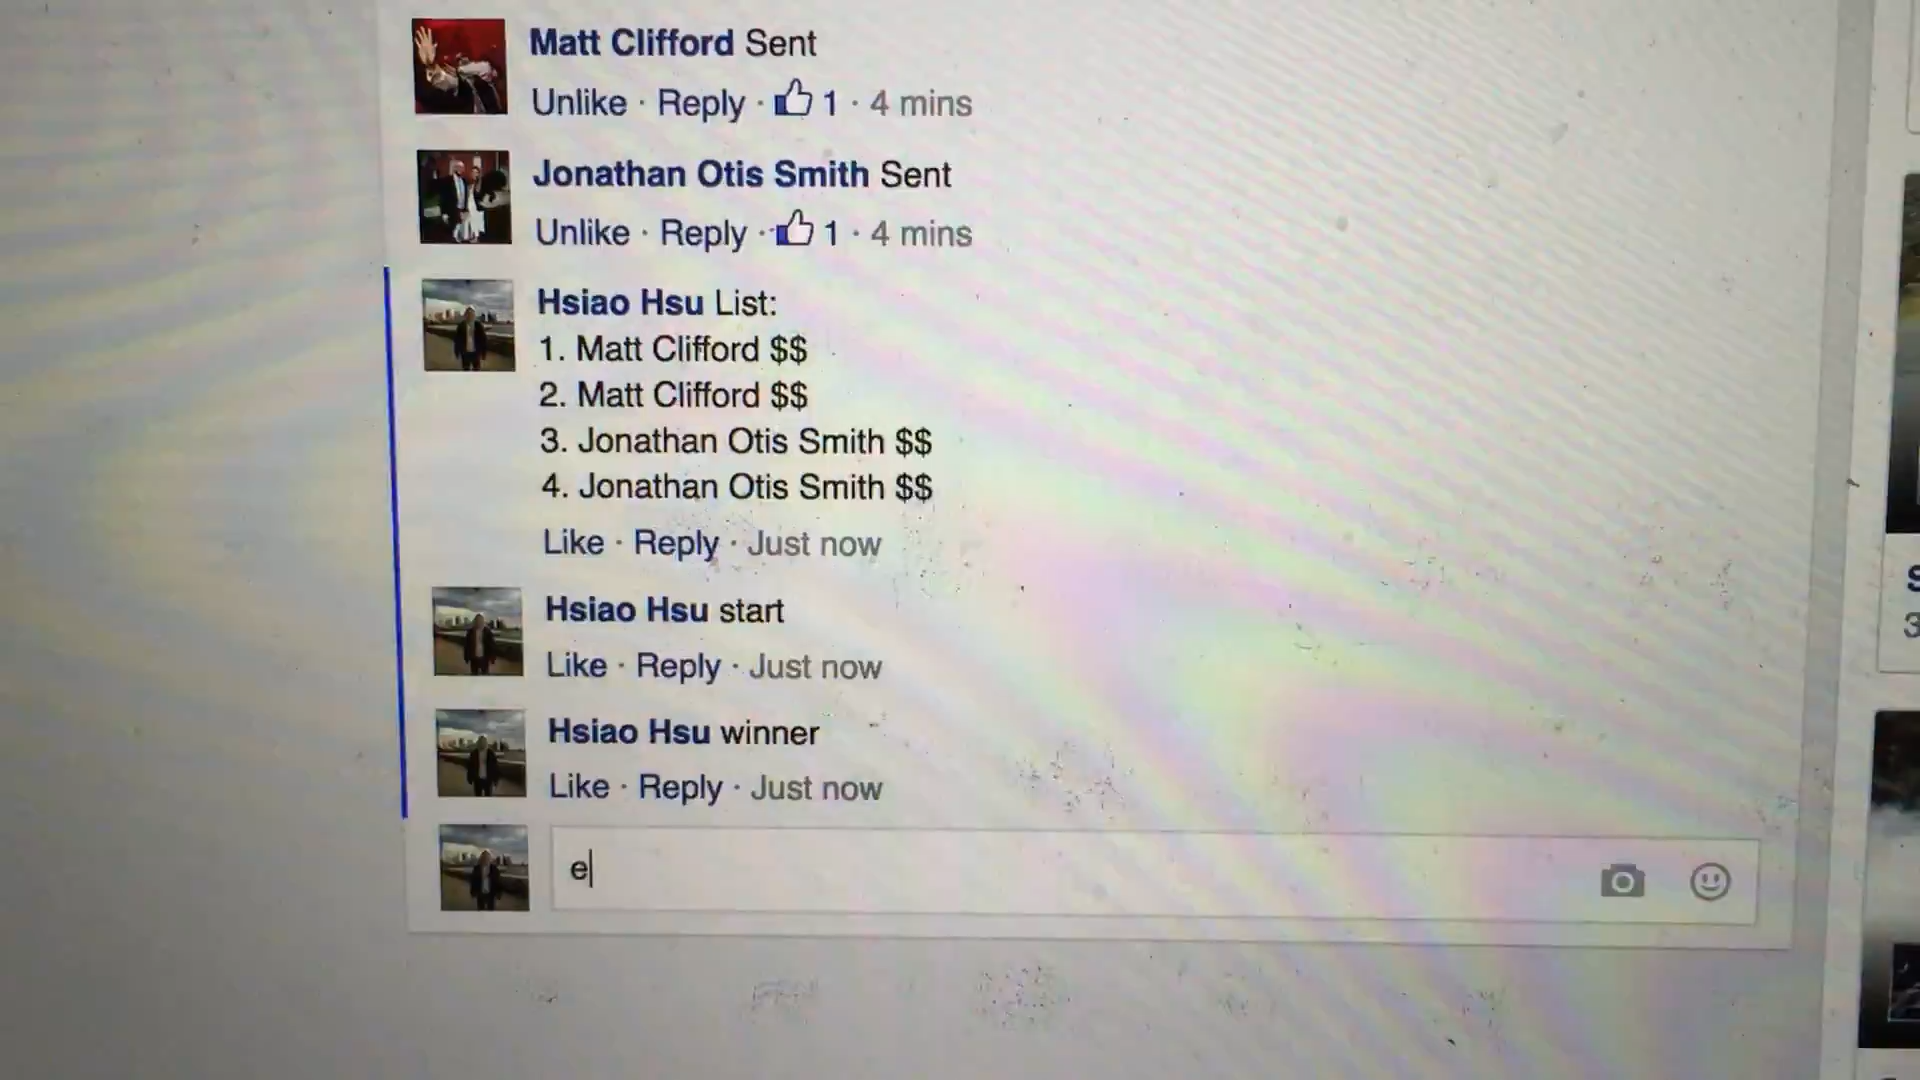 Matt Clifford Sent
Unlike · Reply · 1 · 4 mins
Jonathan Otis Smith Sent
Unlike · Reply · 1 · 4 mins
Hsiao Hsu List:
1. Matt Clifford $$
2. Matt Clifford $$
3. Jonathan Otis Smith $$
4. Jonathan Otis Smith $$
Like · Reply · Just now
Hsiao Hsu start
Like · Reply · Just now
Hsiao Hsu winner
Like · Reply · Just now
e
S
3